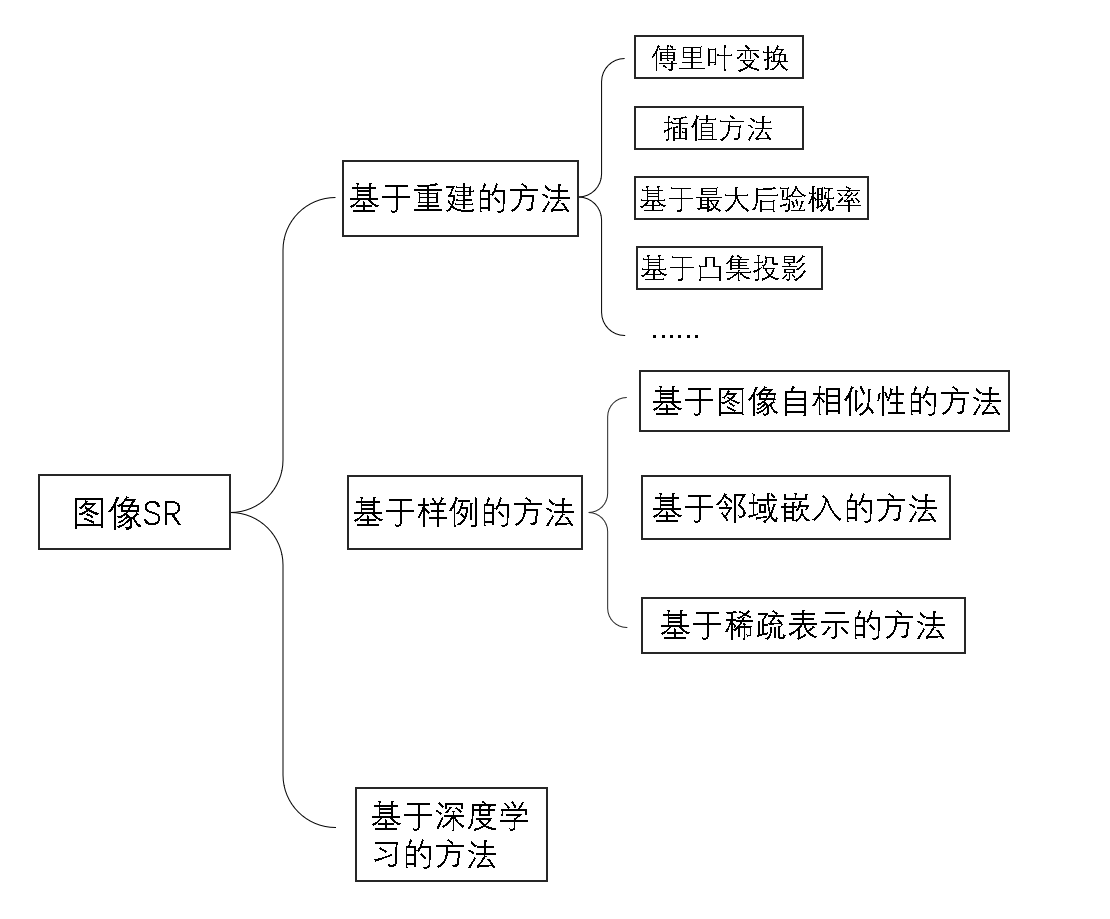 图像SR
基于重建的方法
傅里叶变换
插值方法
基于最大后验概率
基于凸集投影
......
基于样例的方法
基于图像自相似性的方法
基于邻域嵌入的方法
基于稀疏表示的方法
基于深度学
习的方法